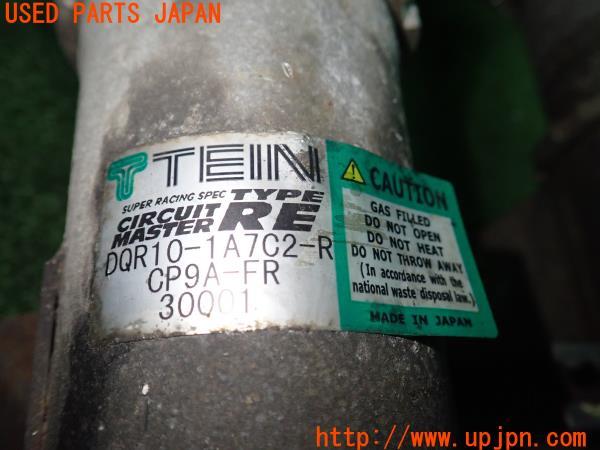 USED PARTS JAPAN
TEIN
SUPER RACING SPEC
CIRCUIT MASTER TYPE RE
DQR10-1A7C2-R
CP9A-FR
30001
CAUTION
GAS FILLED
DO NOT OPEN
DO NOT HEAT
DO NOT THROW AWAY
(In accordance with the
national waste disposal law.)
MADE IN JAPAN
http://www.upjpn.com/